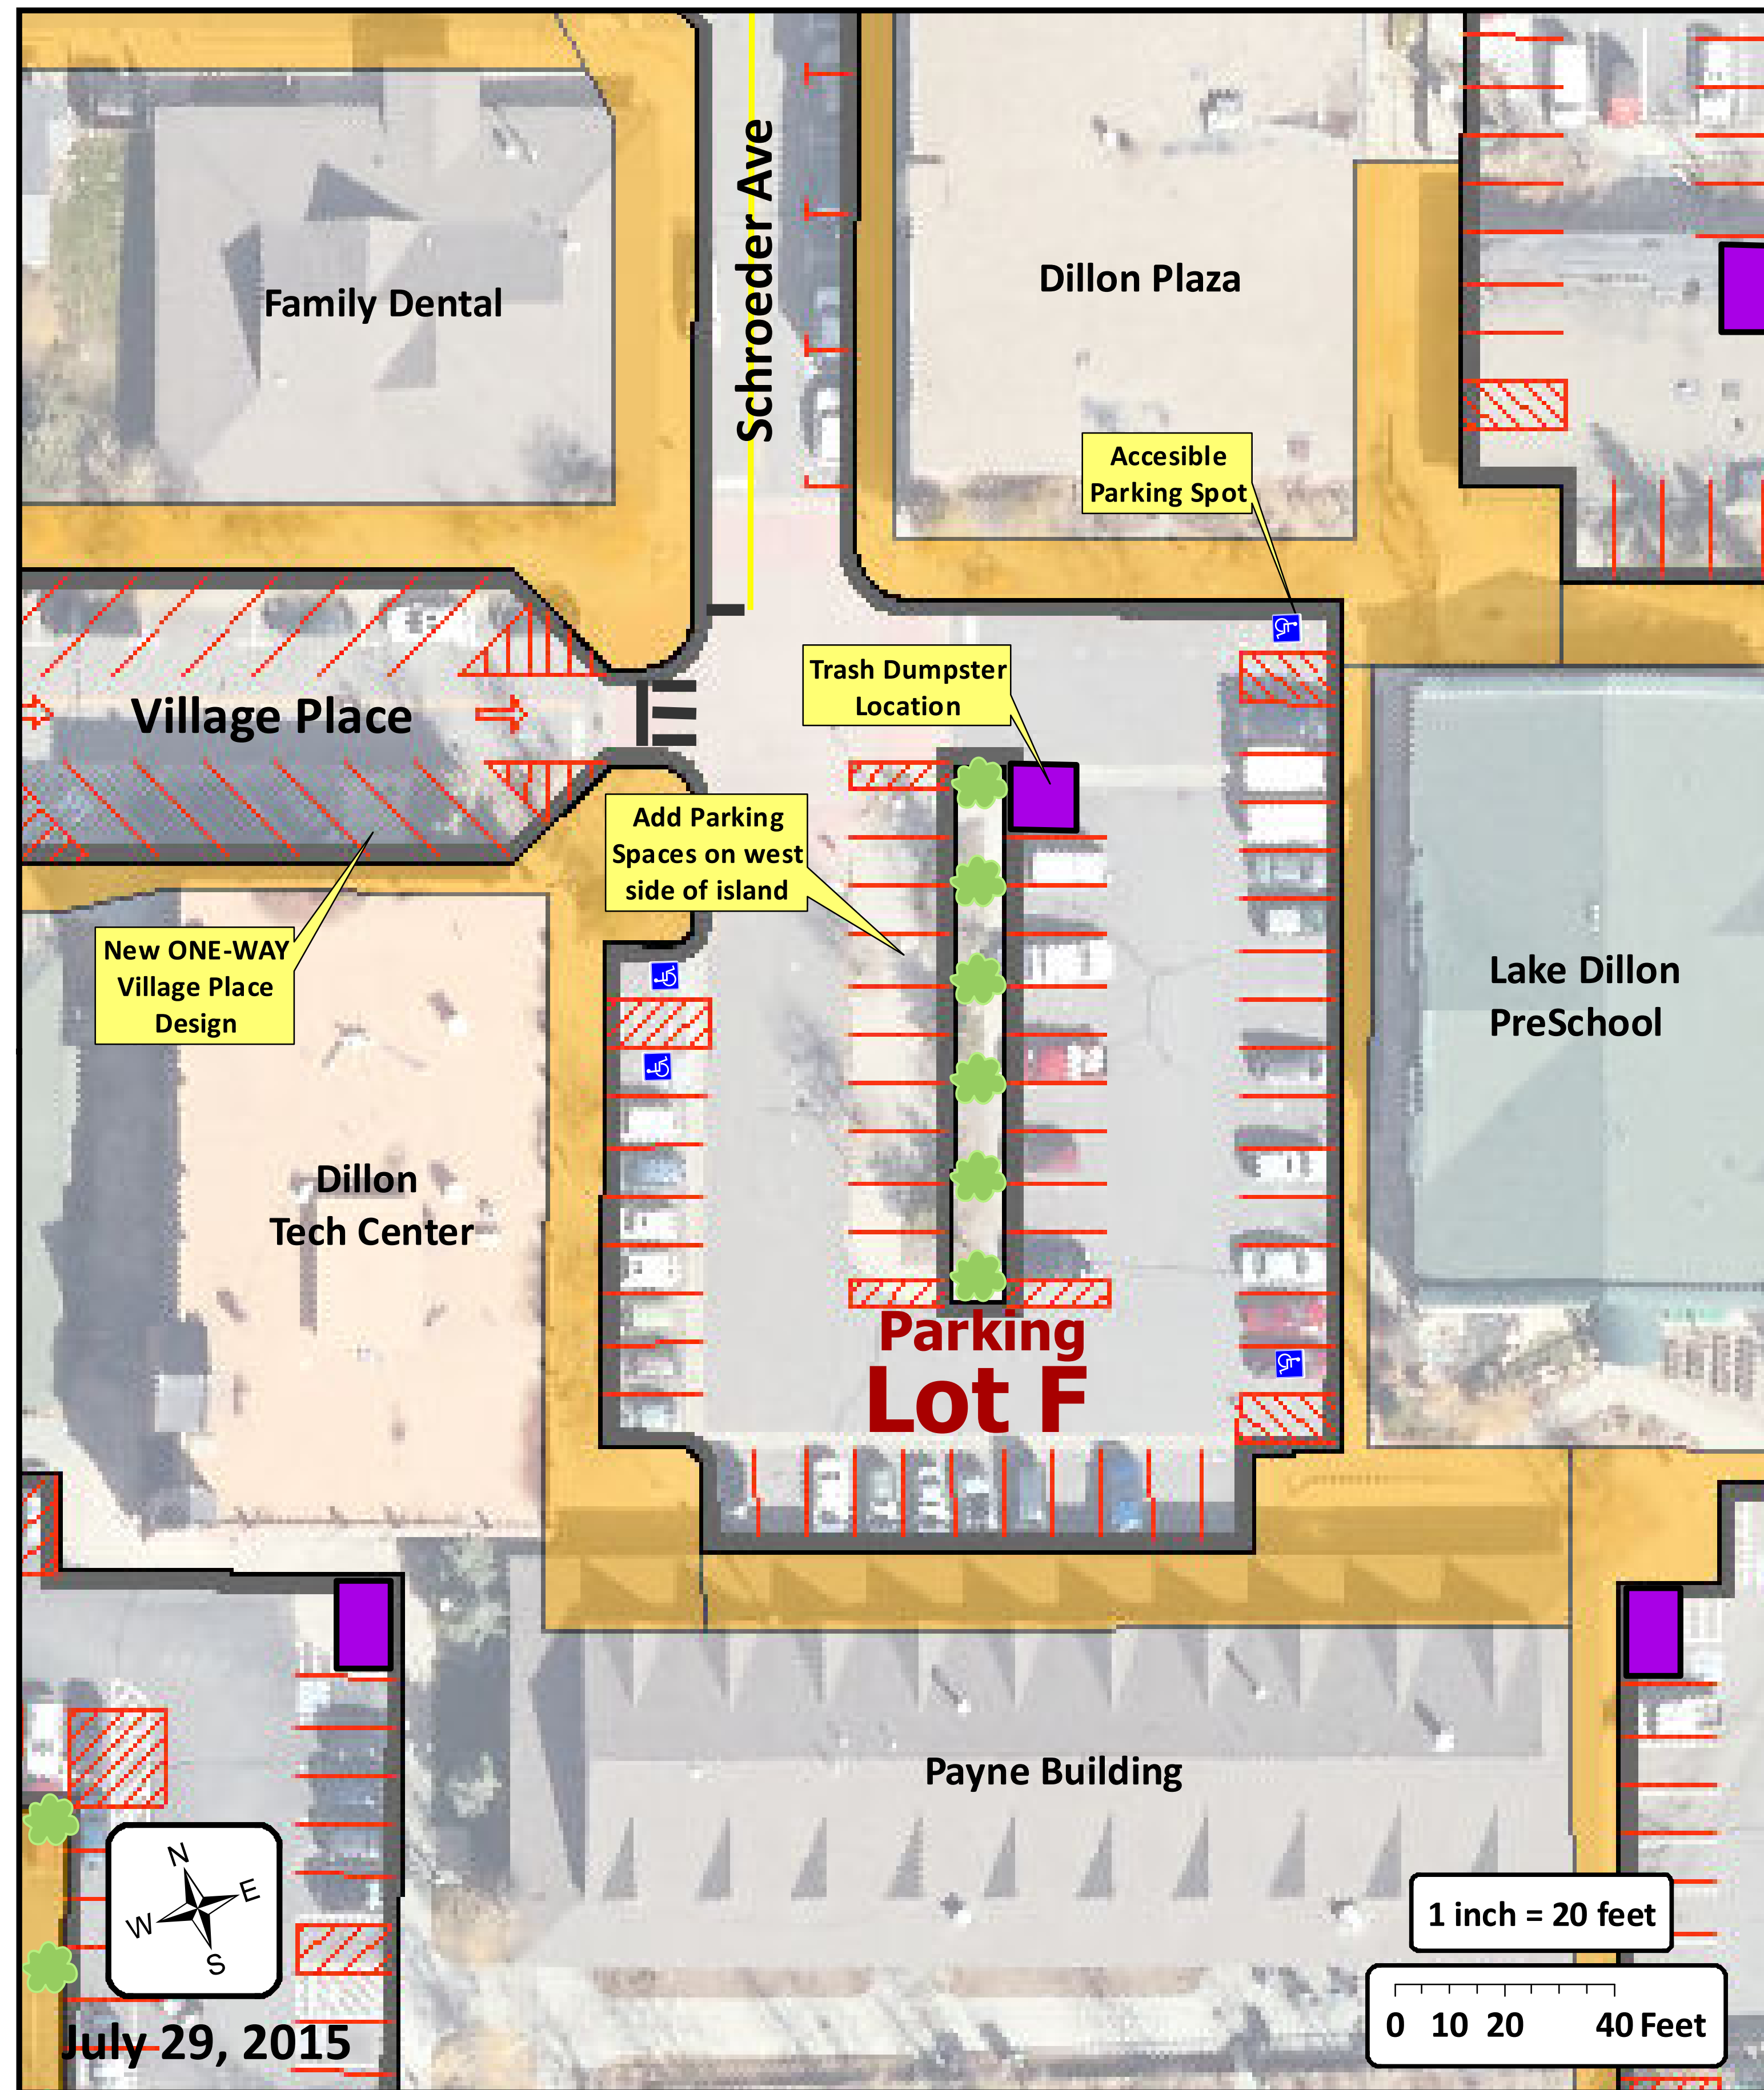 Schroeder Ave
Family Dental
Dillon Plaza
Accesible
Parking Spot
Trash Dumpster
Location
Village Place
Add Parking
Spaces on west
side of island
New ONE-WAY
Village Place
Design
Lake Dillon
PreSchool
Dillon
Tech Center
Parking
Lot F
Payne Building
N
E
W
S
1 inch = 20 feet
0 10 20 40 Feet
July 29, 2015